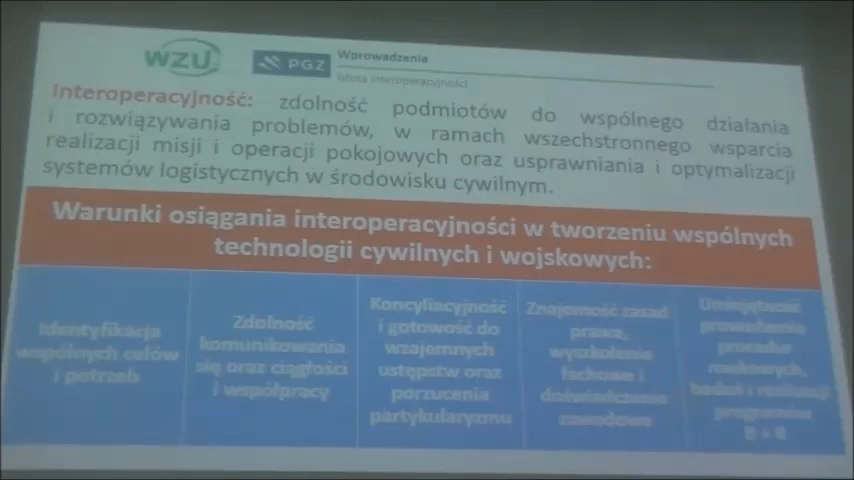 WZU
PGZ
Wprowadzenie
Istota interoperacyjności
Interoperacyjność: zdolność podmiotów do wspólnego działania
i rozwiązywania problemów, w ramach wszechstronnego wsparcia
realizacji misji i operacji pokojowych oraz usprawniania i optymalizacji
systemów logistycznych w środowisku cywilnym.
Warunki osiągania interoperacyjności w tworzeniu wspólnych
technologii cywilnych i wojskowych:
Identyfikacja
wspólnych celów
i potrzeb
Zdolność
komunikowania
się oraz ciągłości
i współpracy
Koncyliacyjność
i gotowość do
wzajemnych
ustępstw oraz
porzucenia
partykularyzmu
Znajomość zasad
prawa,
wyszkolenie
fachowe i
doświadczenie
zawodowe
Umiejętność
prowadzenia
procedur
naukowych,
badań i realizacji
programów
B + R